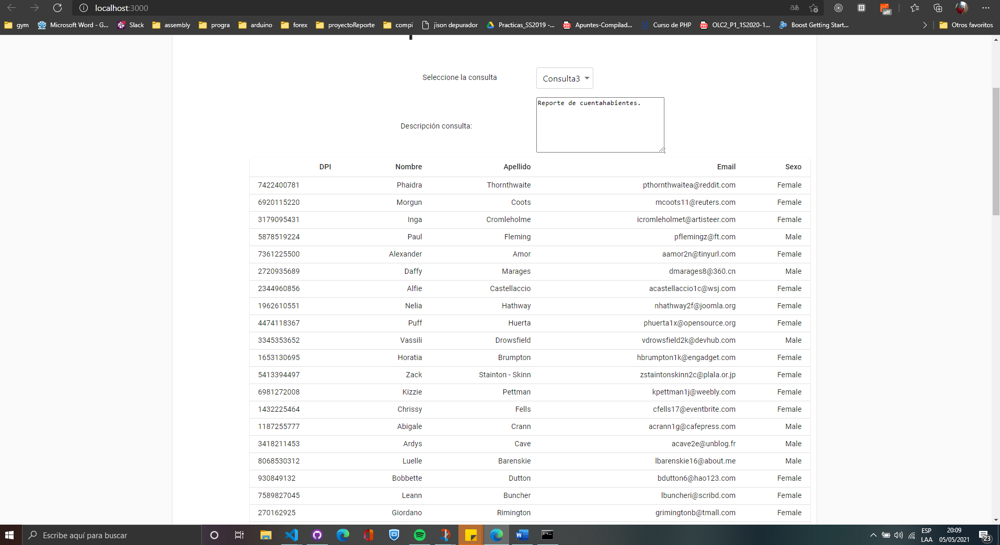 localhost:3000
aあ
off
gym
Microsoft Word - G...
Slack
assembly
progra
arduino
forex
proyectoReporte
compi
jison depurador
Practicas_SS2019 -...
Apuntes-Compilad...
Curso de PHP
OLC2_P1_1S2020-1...
Boost Getting Start...
Otros favoritos
Seleccione la consulta
Consulta3
Descripción consulta:
Reporte de cuentahabientes.
;
DPI Nombre Apellido Email Sexo
7422400781 Phaidra Thornthwaite pthornthwaitea@reddit.com Female
6920115220 Morgun Coots mcoots11@reuters.com Female
3179095431 Inga Cromleholme icromleholmet@artisteer.com Female
5878519224 Paul Fleming pflemingz@ft.com Male
7361225500 Alexander Amor aamor2n@tinyurl.com Female
2720935689 Daffy Marages dmarages8@360.cn Male
2344960856 Alfie Castellaccio acastellaccio1c@wsj.com Female
1962610551 Nelia Hathway nhathway2f@joomla.org Female
4474118367 Puff Huerta phuerta1x@opensource.org Female
3345353652 Vassili Drowsfield vdrowsfield2k@devhub.com Male
1653130695 Horatia Brumpton hbrumpton1k@engadget.com Female
5413394497 Zack Stainton - Skinn zstaintonskinn2c@plala.or.jp Female
6981272008 Kizzie Pettman kpettman1j@weebly.com Female
1432225464 Chrissy Fells cfells17@eventbrite.com Female
1187255777 Abigale Crann acrann1g@cafepress.com Male
3418211453 Ardys Cave acave2e@unblog.fr Male
8068530312 Luelle Barenskie lbarenskie16@about.me Male
930849132 Bobbette Dutton bdutton6@hao123.com Female
7589827045 Leann Buncher lbuncheri@scribd.com Female
270162925 Giordano Rimington grimingtonb@tmall.com Female
Escribe aquí para buscar
ESP
LAA
20:09
05/05/2021
23